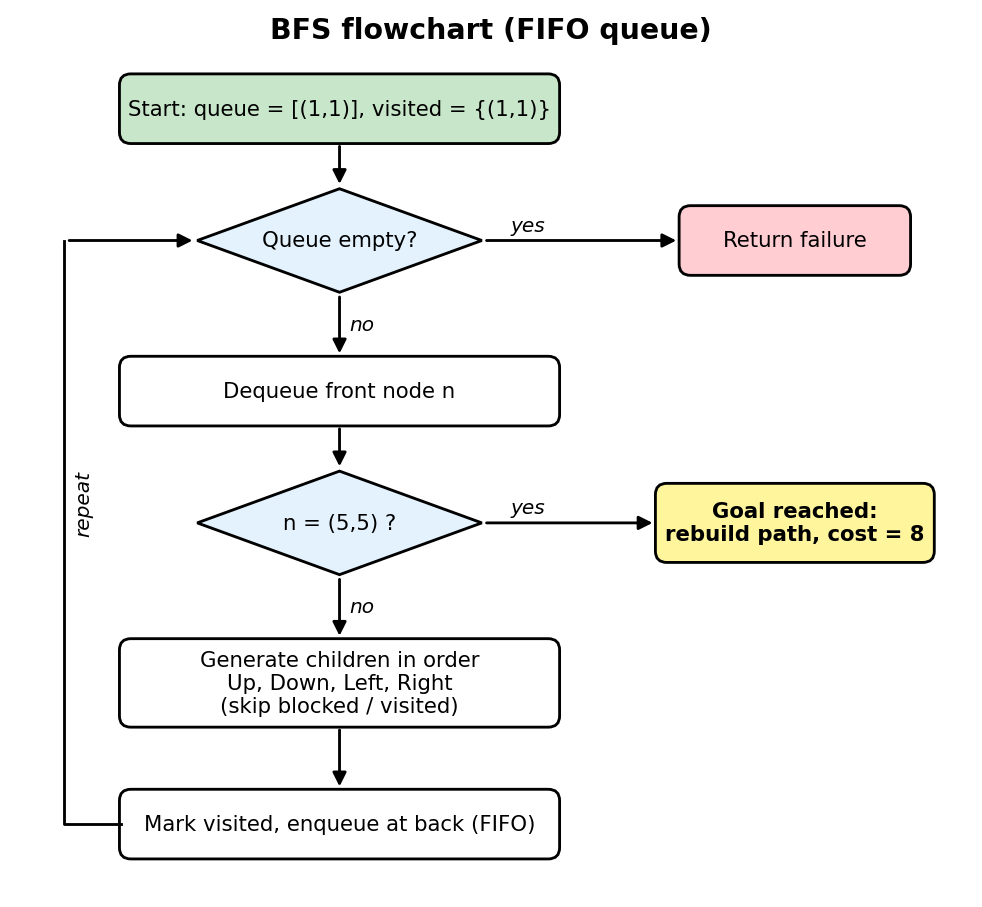 BFS flowchart (FIFO queue)
Start: queue = [(1,1)], visited = {(1,1)}
Queue empty?
yes
Return failure
no
Dequeue front node n
n = (5,5) ?
yes
Goal reached:
rebuild path, cost = 8
no
repeat
Generate children in order
Up, Down, Left, Right
(skip blocked / visited)
Mark visited, enqueue at back (FIFO)